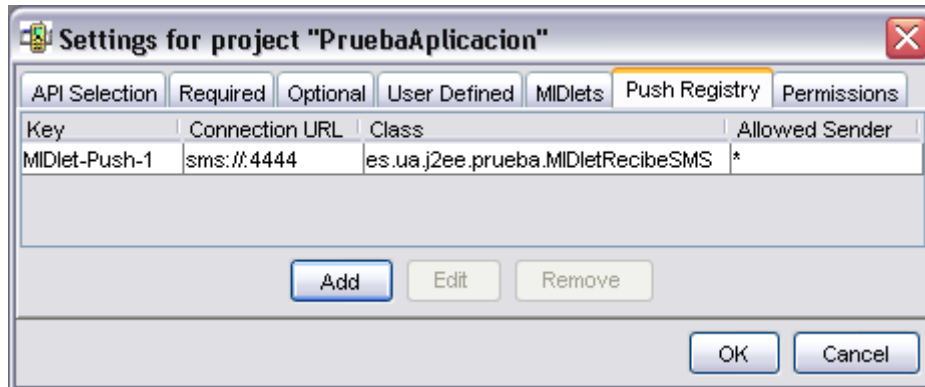 Settings for project "PruebaAplicacion"
API Selection Required Optional User Defined MIDlets Push Registry Permissions
Key Connection URL Class Allowed Sender
MIDlet-Push-1 sms://:4444 es.ua.j2ee.prueba.MIDletRecibeSMS *
Add Edit Remove
OK Cancel